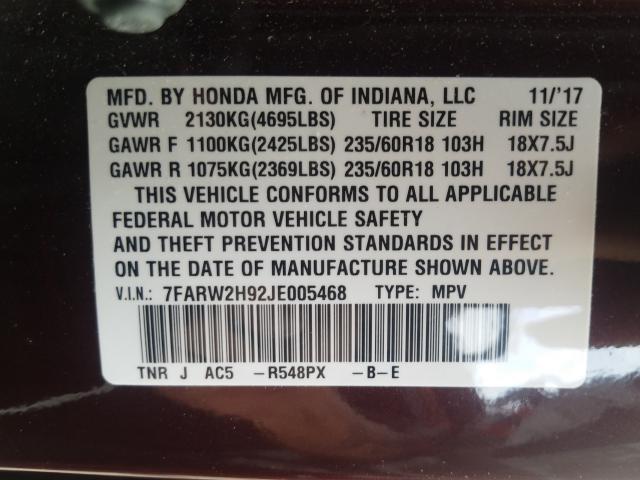 MFD. BY HONDA MFG. OF INDIANA, LLC 11/'17
GVWR 2130KG(4695LBS) TIRE SIZE RIM SIZE
GAWR F 1100KG(2425LBS) 235/60R18 103H 18X7.5J
GAWR R 1075KG(2369LBS) 235/60R18 103H 18X7.5J
THIS VEHICLE CONFORMS TO ALL APPLICABLE
FEDERAL MOTOR VEHICLE SAFETY
AND THEFT PREVENTION STANDARDS IN EFFECT
ON THE DATE OF MANUFACTURE SHOWN ABOVE.
V.I.N.: 7FARW2H92JE005468 TYPE: MPV
TNR J AC5 -R548PX -B-E